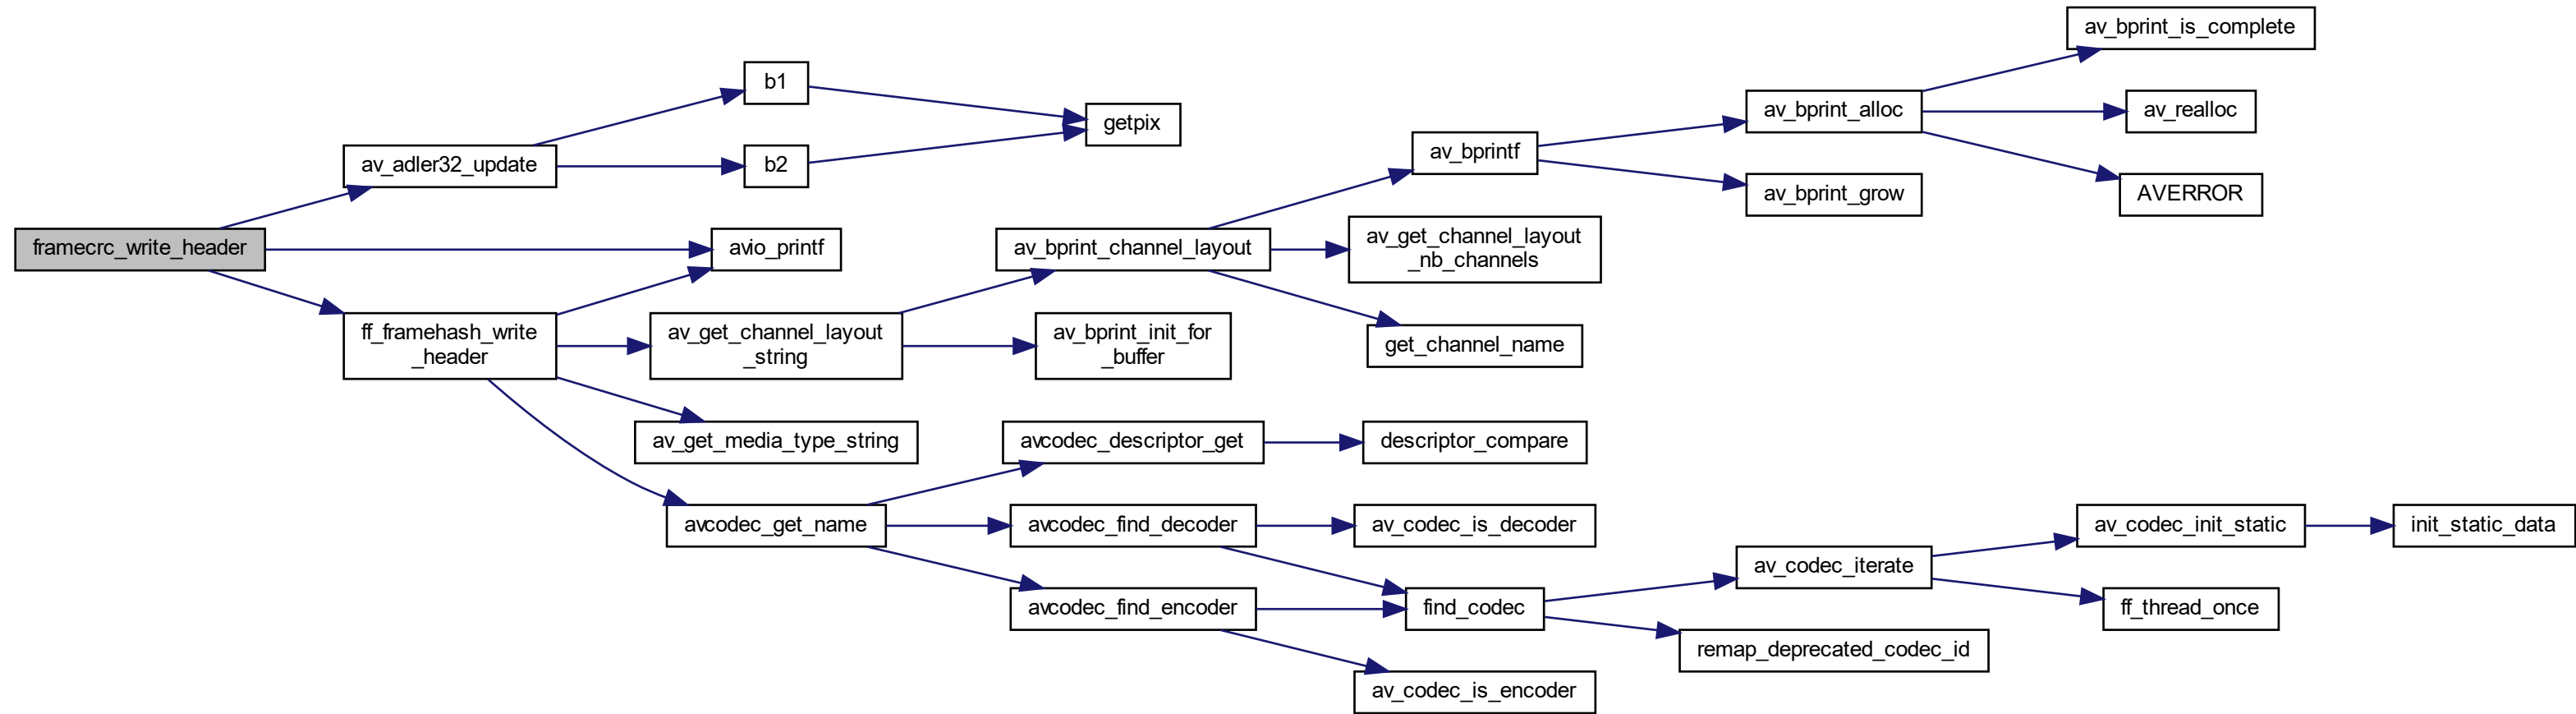 framecrc_write_header
av_adler32_update
b1
b2
getpix
avio_printf
ff_framehash_write
_header
av_get_channel_layout
_string
av_bprint_channel_layout
av_bprintf
av_bprint_alloc
av_bprint_is_complete
av_realloc
AVERROR
av_bprint_grow
av_get_channel_layout
_nb_channels
get_channel_name
av_bprint_init_for
_buffer
av_get_media_type_string
avcodec_get_name
avcodec_descriptor_get
descriptor_compare
avcodec_find_decoder
av_codec_is_decoder
avcodec_find_encoder
find_codec
av_codec_iterate
av_codec_init_static
init_static_data
ff_thread_once
remap_deprecated_codec_id
av_codec_is_encoder